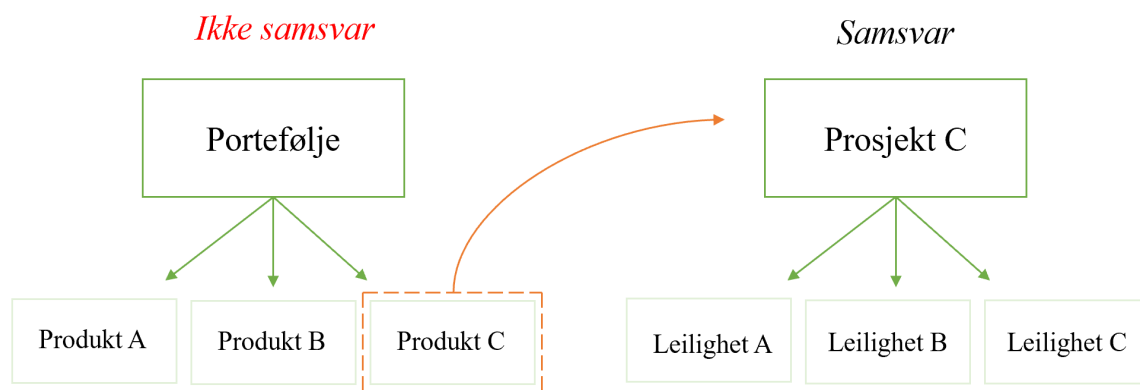 Ikke samsvar
Samsvar
Portefølje
Prosjekt C
Produkt A
Produkt B
Produkt C
Leilighet A
Leilighet B
Leilighet C